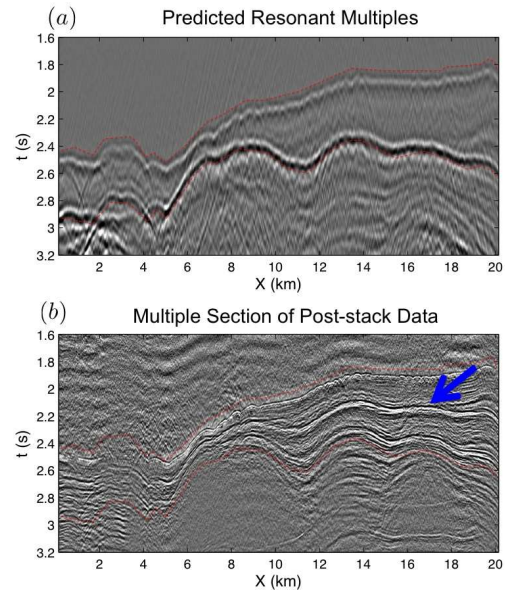 (a) Predicted Resonant Multiples
1.6
1.8
2
2.2
2.4
2.6
2.8
3
3.2
t (s)
2 4 6 8 10 12 14 16 18 20
X (km)
(b) Multiple Section of Post-stack Data
1.6
1.8
2
2.2
2.4
2.6
2.8
3
3.2
t (s)
2 4 6 8 10 12 14 16 18 20
X (km)